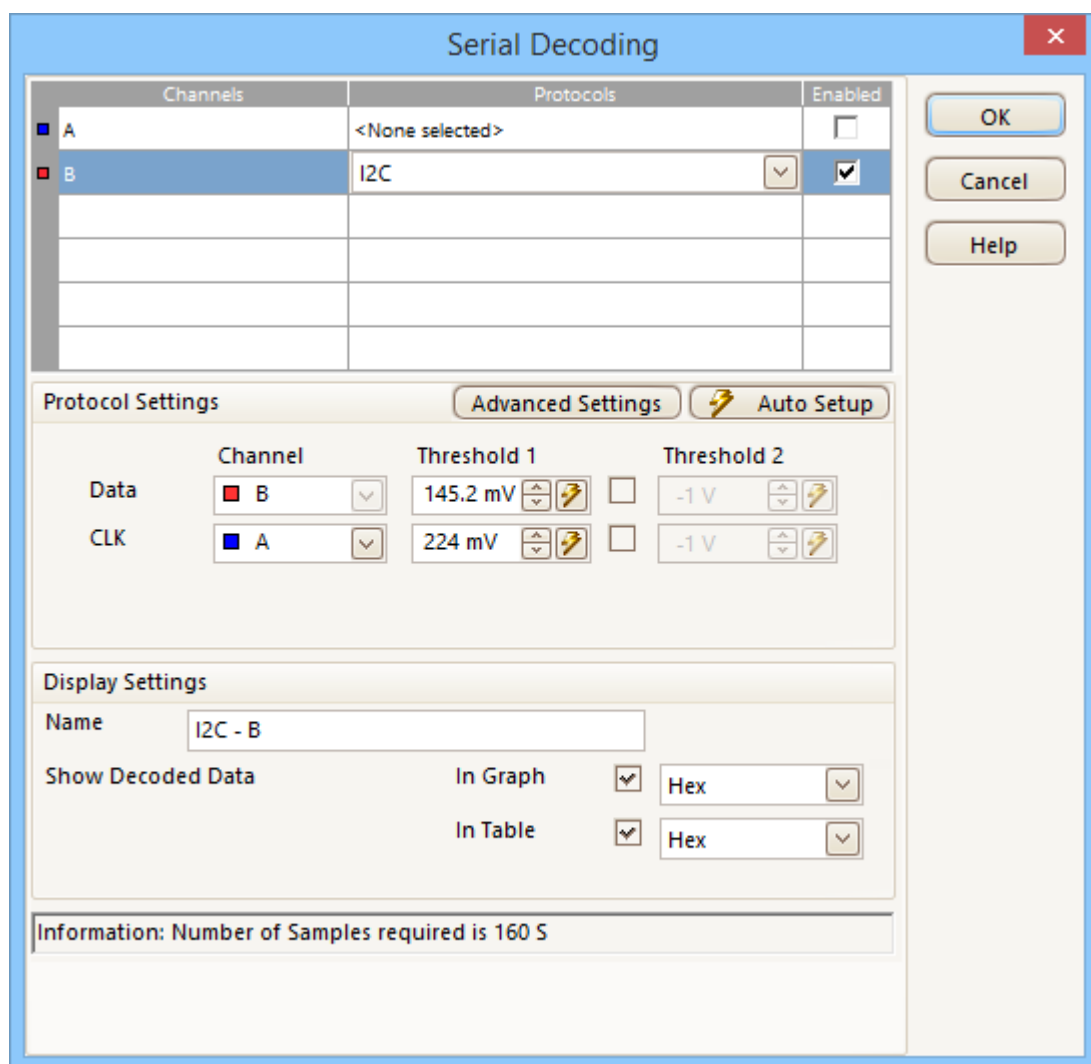 Serial Decoding
Channels Protocols Enabled
A <None selected>
B I2C
OK
Cancel
Help
Protocol Settings Advanced Settings Auto Setup
Channel Threshold 1 Threshold 2
Data B 145.2 mV -1 V
CLK A 224 mV -1 V
Display Settings
Name I2C - B
Show Decoded Data In Graph Hex
In Table Hex
Information: Number of Samples required is 160 S